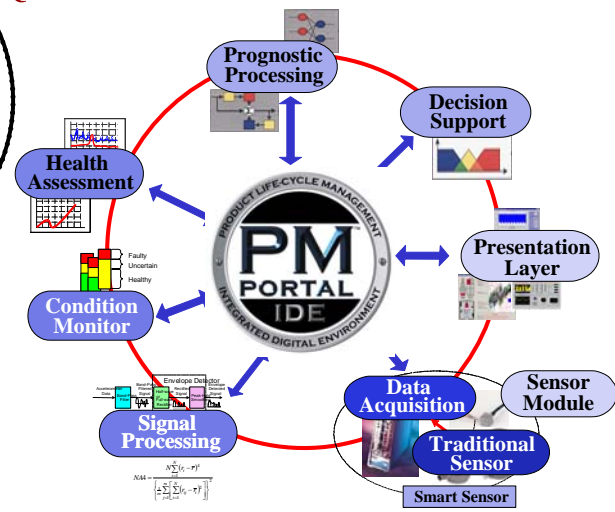 Prognostic
Processing
Decision
Support
Health
Assessment
PRODUCT LIFE-CYCLE MANAGEMENT
PM
PORTAL
IDE
INTEGRATED DIGITAL ENVIRONMENT
Presentation
Layer
Faulty
Uncertain
Healthy
Condition
Monitor
Envelope Detector
Signal
Processing
Data
Acquisition
Sensor
Module
Traditional
Sensor
Smart Sensor